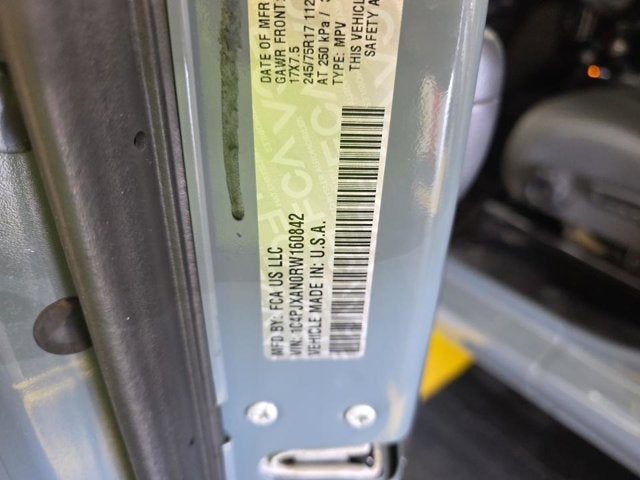 MFD BY: FCA US LLC
DATE OF MFR
GAWR FRONT:
17X7.5
245/75R17 112
AT 250 kPa /
TYPE: MPV
THIS VEHICLE
SAFETY
VIN: 1C4PJXAN0RW160842
VEHICLE MADE IN: U.S.A.
FCA